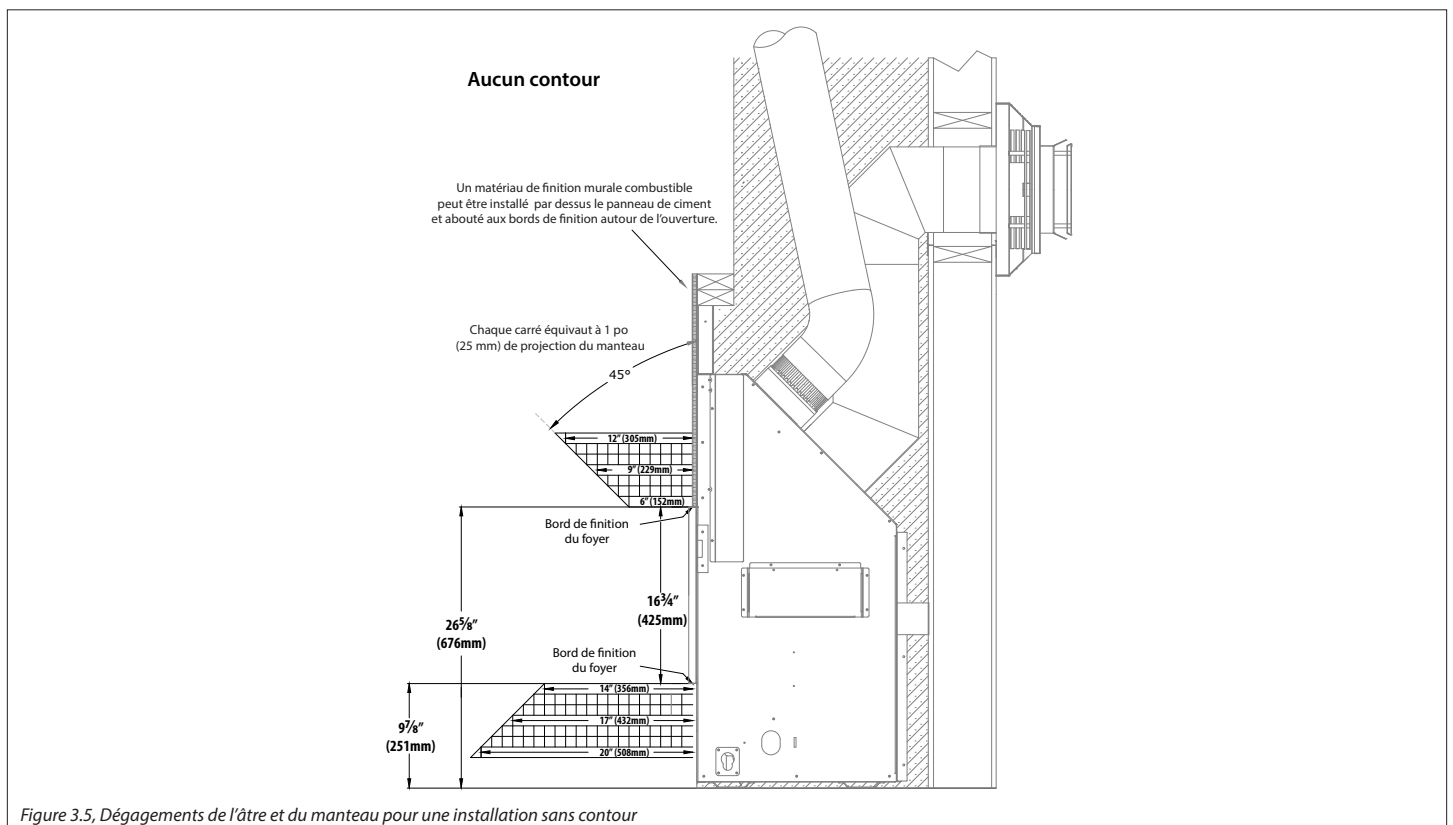 Aucun contour
Un matériau de finition murale combustible
peut être installé par dessus le panneau de ciment
et abouté aux bords de finition autour de l'ouverture.
Chaque carré équivaut à 1 po
(25 mm) de projection du manteau
45°
12" (305mm)
9" (229mm)
6" (152mm)
Bord de finition
du foyer
16¾"
(425mm)
26⅝"
(676mm)
Bord de finition
du foyer
14" (356mm)
17" (432mm)
20" (508mm)
9⅞"
(251mm)
Figure 3.5, Dégagements de l'âtre et du manteau pour une installation sans contour